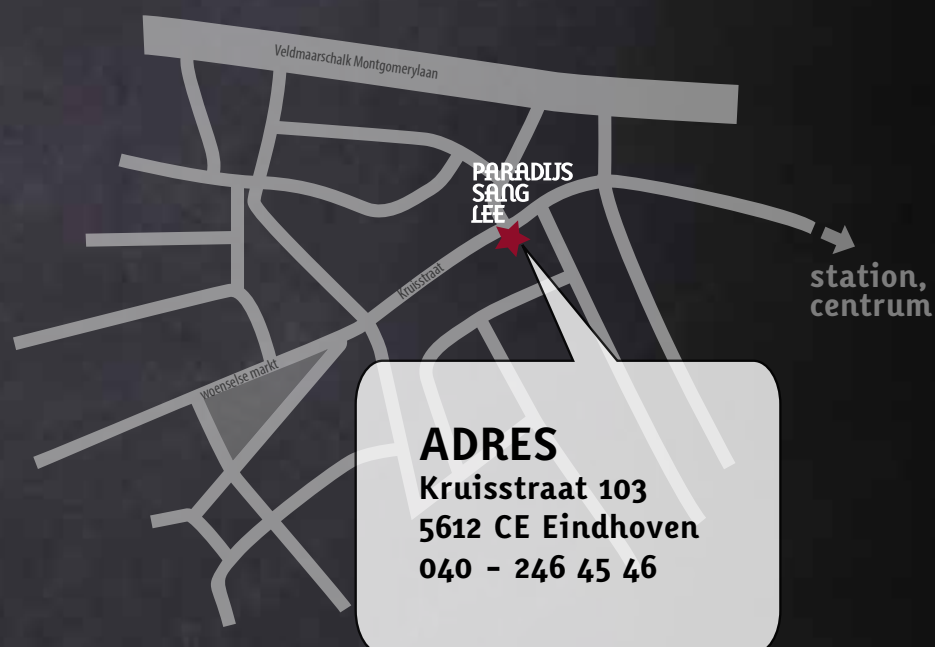 Veldmaarschalk Montgomerylaan
PARADIJS
SANG
LEE
Kruisstraat
station,
centrum
woenselse markt
ADRES
Kruisstraat 103
5612 CE Eindhoven
040 - 246 45 46